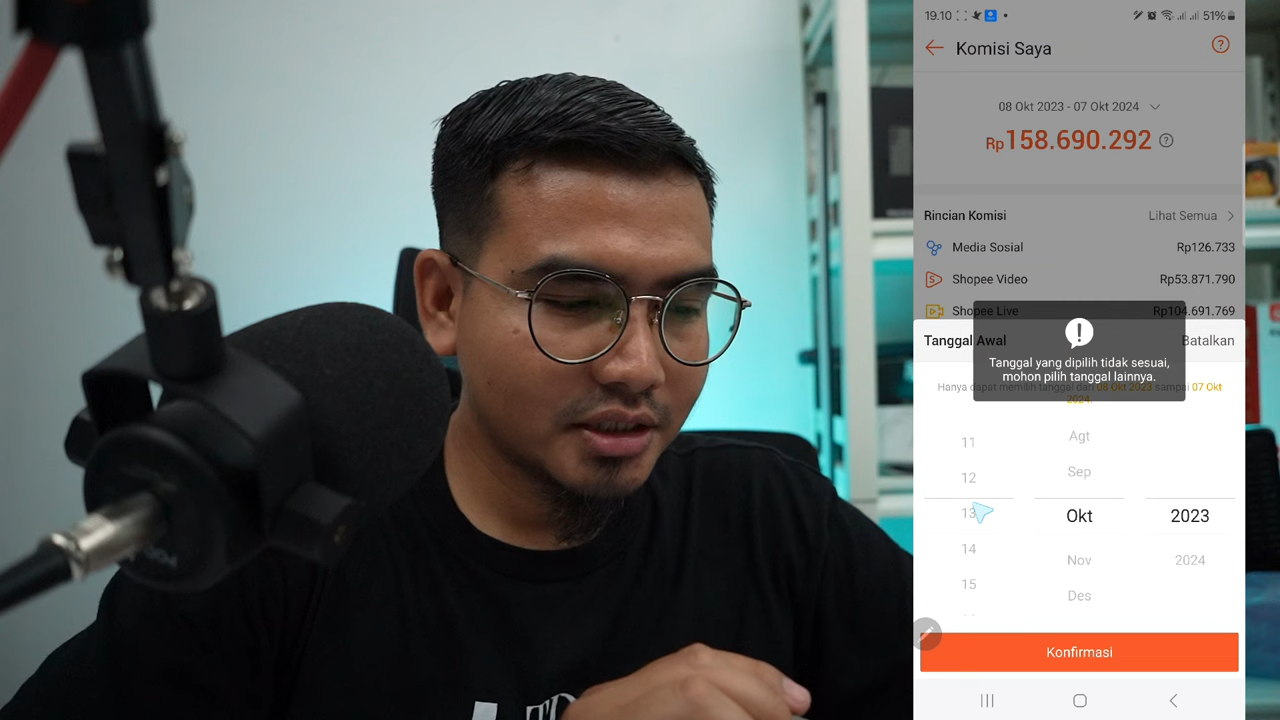 19.10
51%
Komisi Saya
08 Okt 2023 - 07 Okt 2024
Rp158.690.292
Rincian Komisi
Lihat Semua
Media Sosial
Rp126.733
Shopee Video
Rp53.871.790
Shopee Live
Rp104.691.769
Tanggal Awal
Batalkan
Tanggal yang dipilih tidak sesuai,
mohon pilih tanggal lainnya.
Hanya dapat memilih tanggal dari 08 Okt 2023 sampai 07 Okt
2024.
11
Agt
12
Sep
13
Okt
2023
14
Nov
2024
15
Des
Konfirmasi